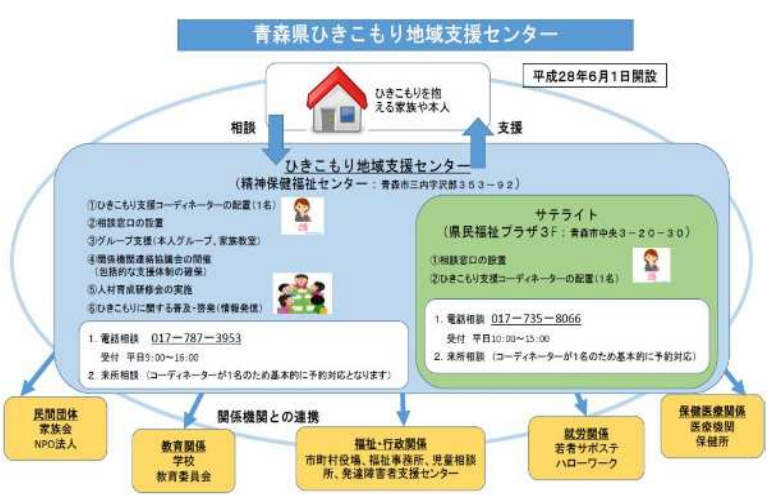 青森県ひきこもり地域支援センター
平成28年6月1日開設
ひきこもりを抱
える家族や本人
相談
支援
ひきこもり地域支援センター
(精神保健福祉センター：青森市三内字沢部353－92)
①ひきこもり支援コーディネーターの配置(1名)
②相談窓口の設置
③グループ支援(本人グループ、家族教室)
④関係機関連絡協議会の開催
(包括的な支援体制の確保)
⑤人材育成研修会の実施
⑥ひきこもりに関する普及・啓発(情報発信)
1. 電話相談 017－787－3953
受付 平日9:00～16:00
2. 来所相談 (コーディネーターが1名のため基本的に予約対応となります)
サテライト
(県民福祉プラザ3F：青森市中央3－20－30)
①相談窓口の設置
②ひきこもり支援コーディネーターの配置(1名)
1. 電話相談 017－735－8066
受付 平日10:00～15:00
2. 来所相談 (コーディネーターが1名のため基本的に予約対応)
関係機関との連携
民間団体
家族会
NPO法人
教育関係
学校
教育委員会
福祉・行政関係
市町村役場、福祉事務所、児童相談
所、発達障害者支援センター
就労関係
若者サポステ
ハローワーク
保健医療関係
医療機関
保健所